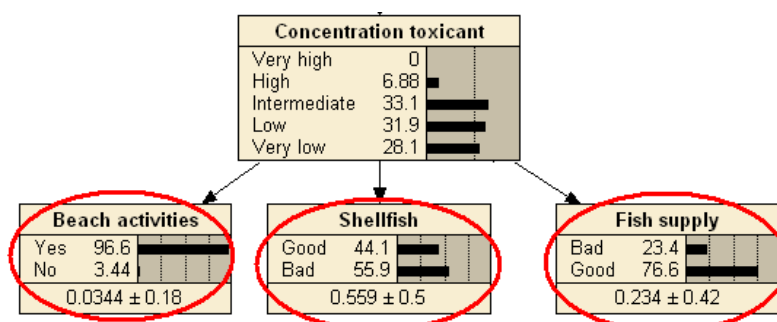 Concentration toxicant
Very high 0
High 6.88
Intermediate 33.1
Low 31.9
Very low 28.1
Beach activities
Yes 96.6
No 3.44
0.0344 ± 0.18
Shellfish
Good 44.1
Bad 55.9
0.559 ± 0.5
Fish supply
Bad 23.4
Good 76.6
0.234 ± 0.42